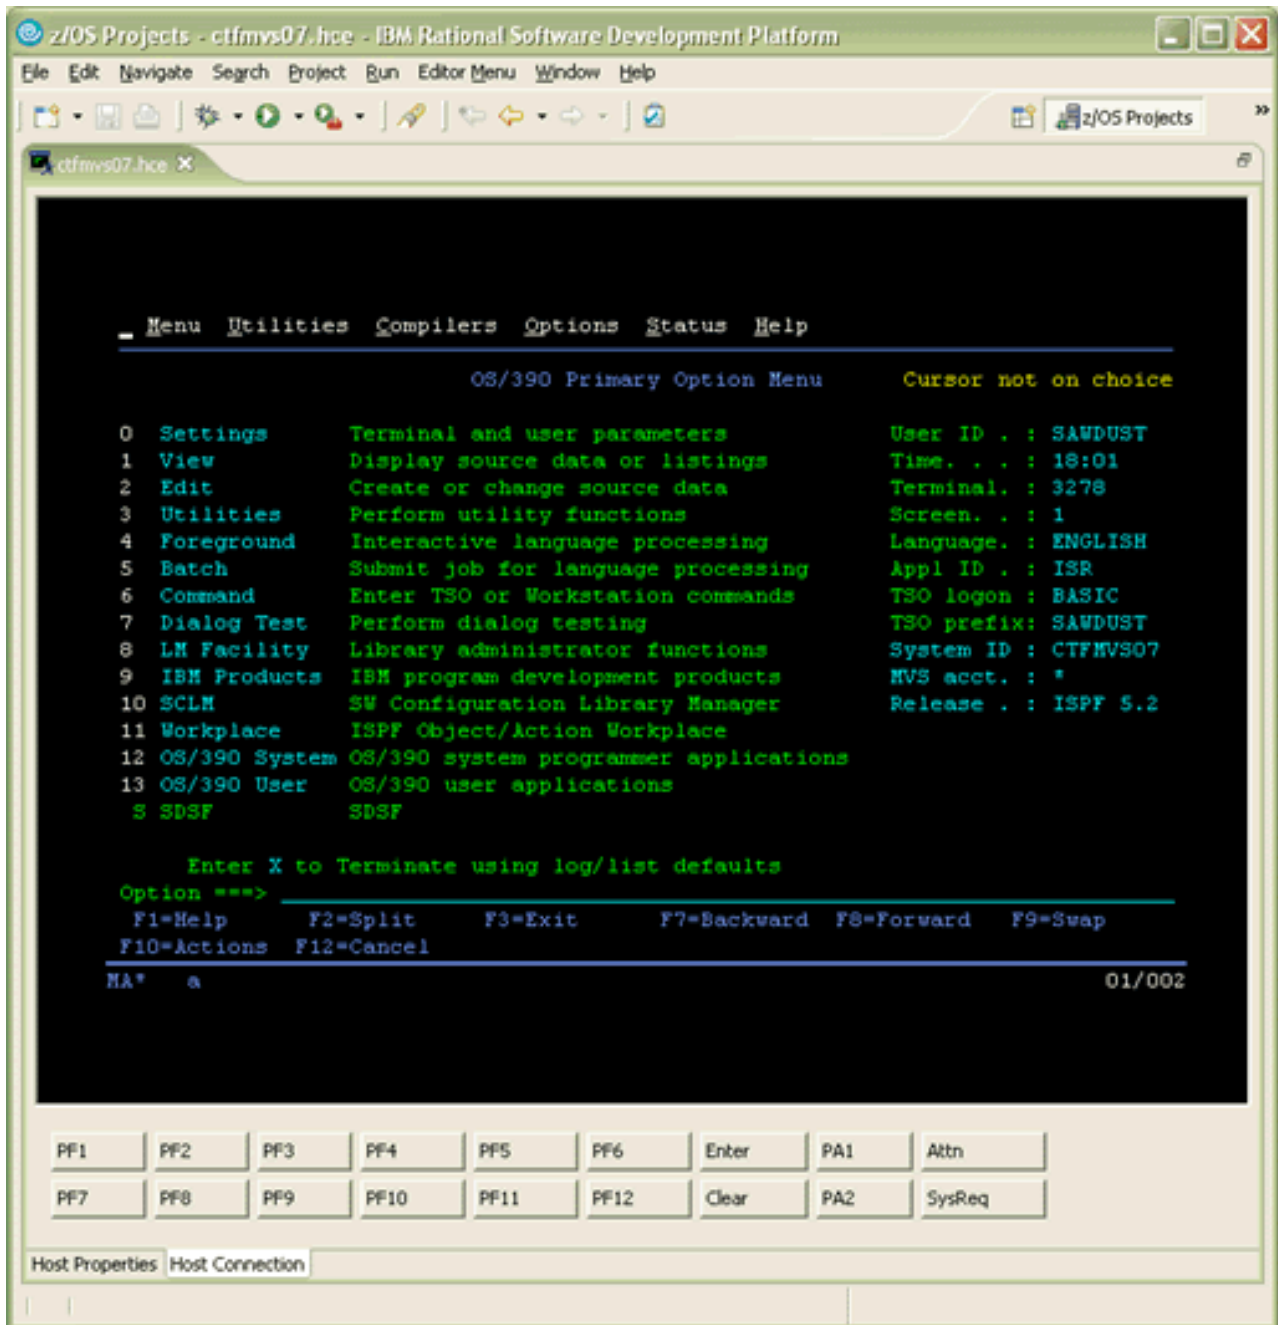 z/OS Projects - ctfmvs07.hce - IBM Rational Software Development Platform
File Edit Navigate Search Project Run Editor Menu Window Help
z/OS Projects »
ctfmvs07.hce
Menu Utilities Compilers Options Status Help
OS/390 Primary Option Menu Cursor not on choice
0 Settings Terminal and user parameters User ID . : SAWDUST
1 View Display source data or listings Time. . . : 18:01
2 Edit Create or change source data Terminal. : 3278
3 Utilities Perform utility functions Screen. . : 1
4 Foreground Interactive language processing Language. : ENGLISH
5 Batch Submit job for language processing Appl ID . : ISR
6 Command Enter TSO or Workstation commands TSO logon : BASIC
7 Dialog Test Perform dialog testing TSO prefix: SAWDUST
8 LM Facility Library administrator functions System ID : CTFMVS07
9 IBM Products IBM program development products MVS acct. : *
10 SCLM SW Configuration Library Manager Release . : ISPF 5.2
11 Workplace ISPF Object/Action Workplace
12 OS/390 System OS/390 system programmer applications
13 OS/390 User OS/390 user applications
S SDSF SDSF
Enter X to Terminate using log/list defaults
Option ===>
F1=Help F2=Split F3=Exit F7=Backward F8=Forward F9=Swap
F10=Actions F12=Cancel
MA* a 01/002
PF1 PF2 PF3 PF4 PF5 PF6 Enter PA1 Attn
PF7 PF8 PF9 PF10 PF11 PF12 Clear PA2 SysReq
Host Properties Host Connection